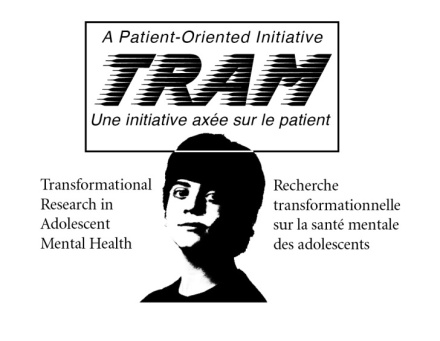 A Patient-Oriented Initiative
TRAM
Une initiative axée sur le patient
Transformational
Research in
Adolescent
Mental Health
Recherche
transformationnelle
sur la santé mentale
des adolescents